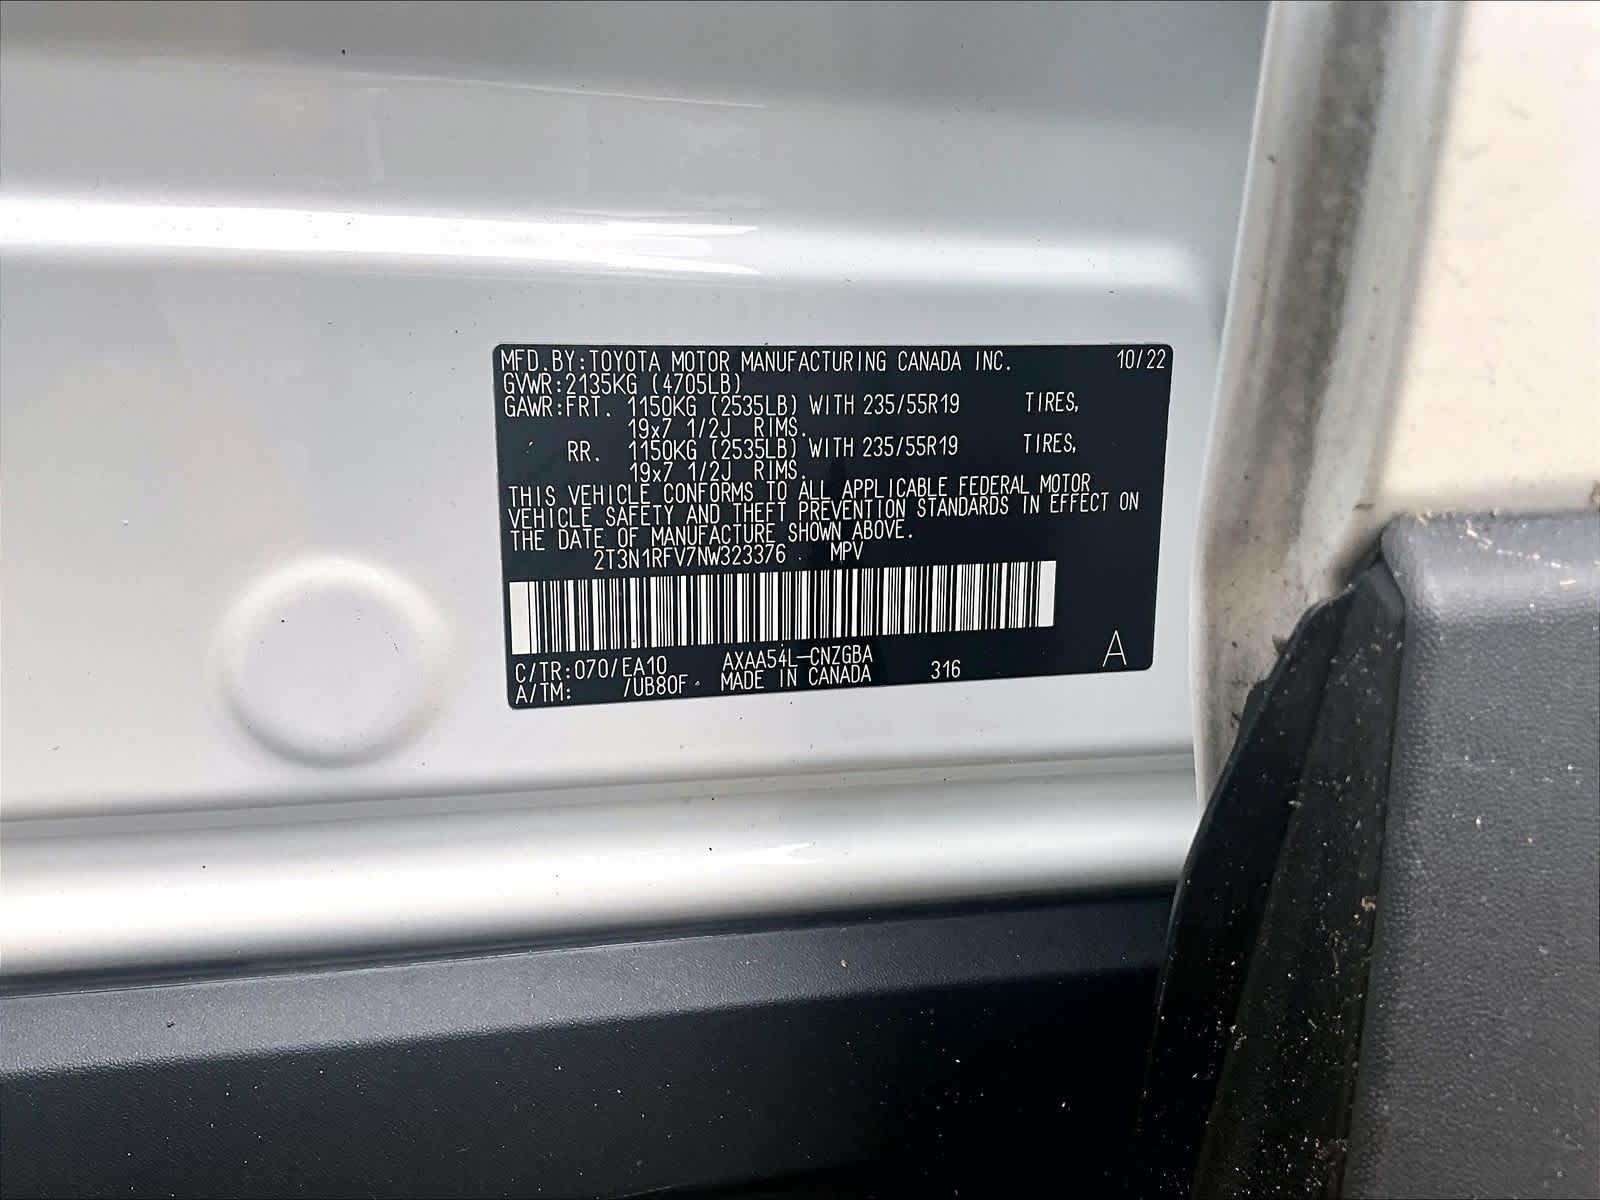 MFD.BY:TOYOTA MOTOR MANUFACTURING CANADA INC. 10/22
GVWR:2135KG (4705LB)
GAWR:FRT. 1150KG (2535LB) WITH 235/55R19 TIRES,
19x7 1/2J RIMS.
RR. 1150KG (2535LB) WITH 235/55R19 TIRES,
19x7 1/2J RIMS.
THIS VEHICLE CONFORMS TO ALL APPLICABLE FEDERAL MOTOR
VEHICLE SAFETY AND THEFT PREVENTION STANDARDS IN EFFECT ON
THE DATE OF MANUFACTURE SHOWN ABOVE.
2T3N1RFV7NW323376 MPV
C/TR:070/EA10 AXAA54L-CNZGBA 316 A
A/TM: /UB80F MADE IN CANADA